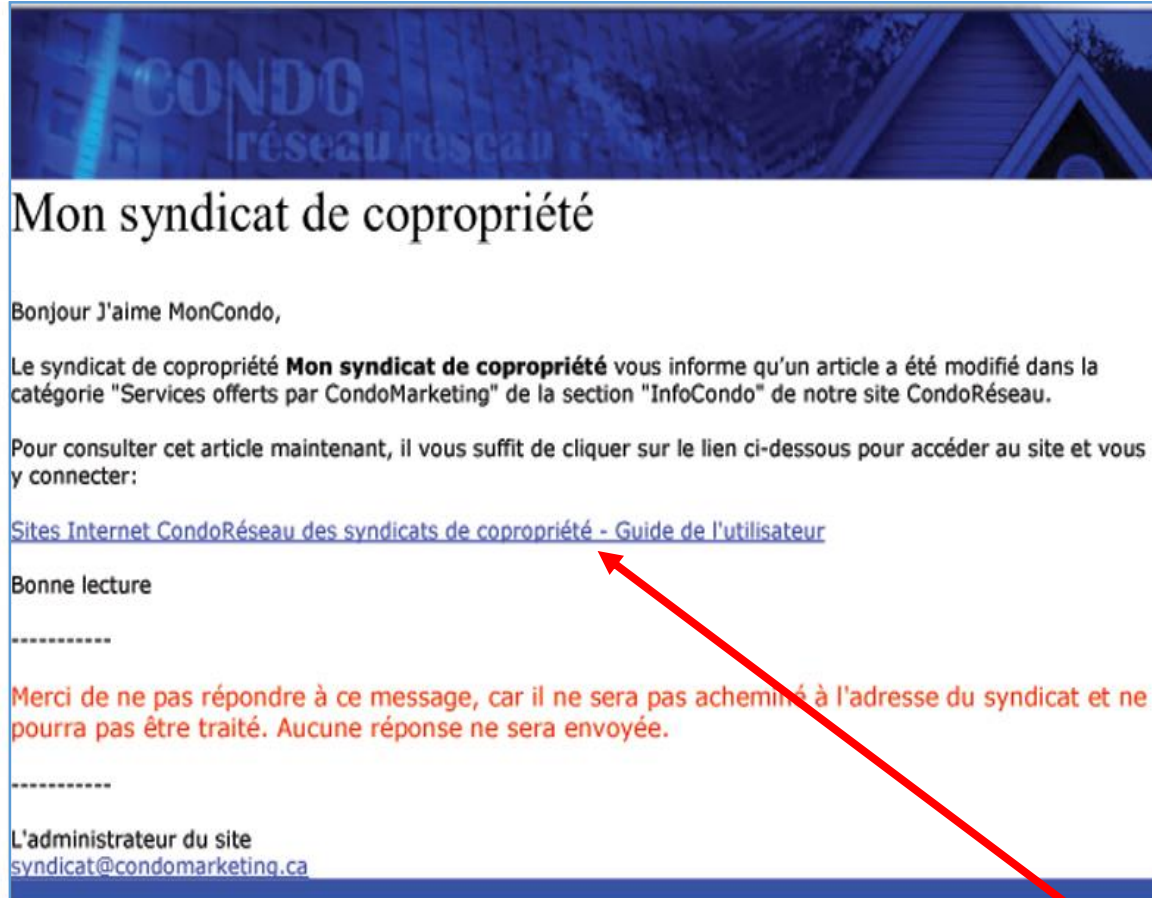 CONDO
réseau réseau réseau
Mon syndicat de copropriété
Bonjour J'aime MonCondo,
Le syndicat de copropriété Mon syndicat de copropriété vous informe qu'un article a été modifié dans la
catégorie "Services offerts par CondoMarketing" de la section "InfoCondo" de notre site CondoRéseau.
Pour consulter cet article maintenant, il vous suffit de cliquer sur le lien ci-dessous pour accéder au site et vous
y connecter:
Sites Internet CondoRéseau des syndicats de copropriété - Guide de l'utilisateur
Bonne lecture
-----------
Merci de ne pas répondre à ce message, car il ne sera pas acheminé à l'adresse du syndicat et ne
pourra pas être traité. Aucune réponse ne sera envoyée.
-----------
L'administrateur du site
syndicat@condomarketing.ca